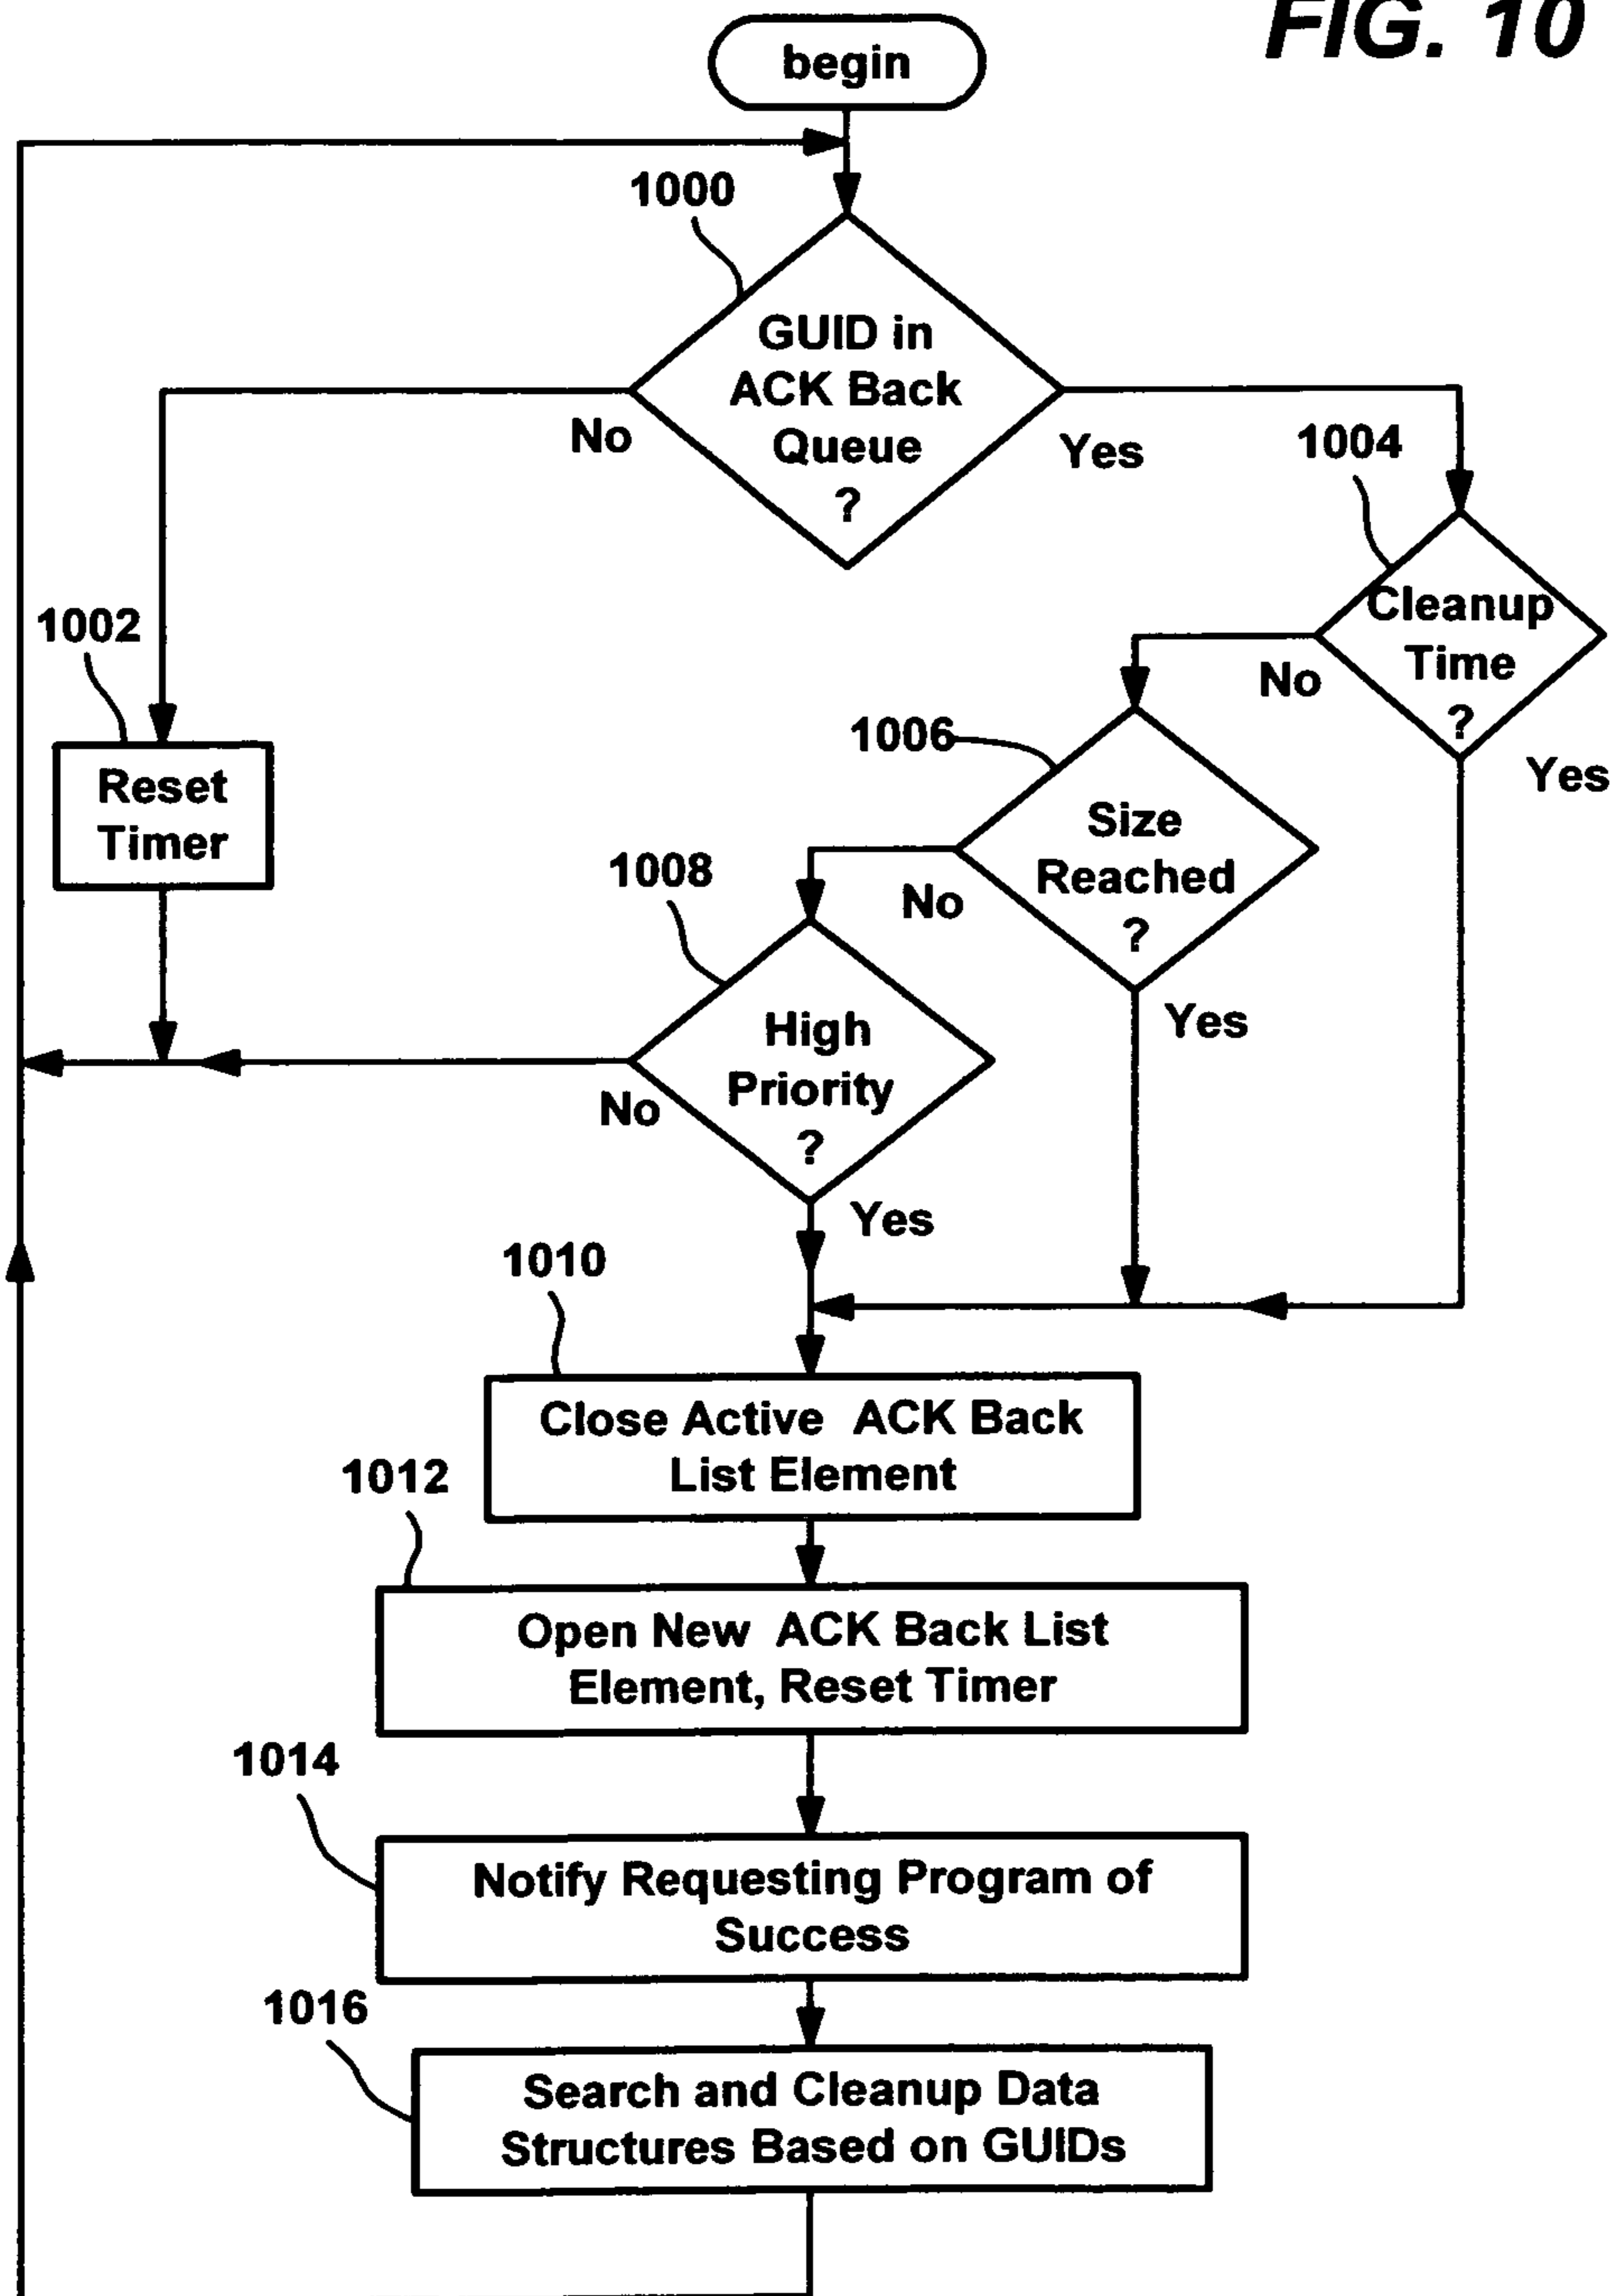 FIG. 10
begin
1000
GUID in
ACK Back
Queue
?
No
Yes
1004
Cleanup
Time
?
No
Yes
1002
Reset
Timer
1006
Size
Reached
?
No
Yes
1008
High
Priority
?
No
Yes
1010
Close Active ACK Back
List Element
1012
Open New ACK Back List
Element, Reset Timer
1014
Notify Requesting Program of
Success
1016
Search and Cleanup Data
Structures Based on GUIDs